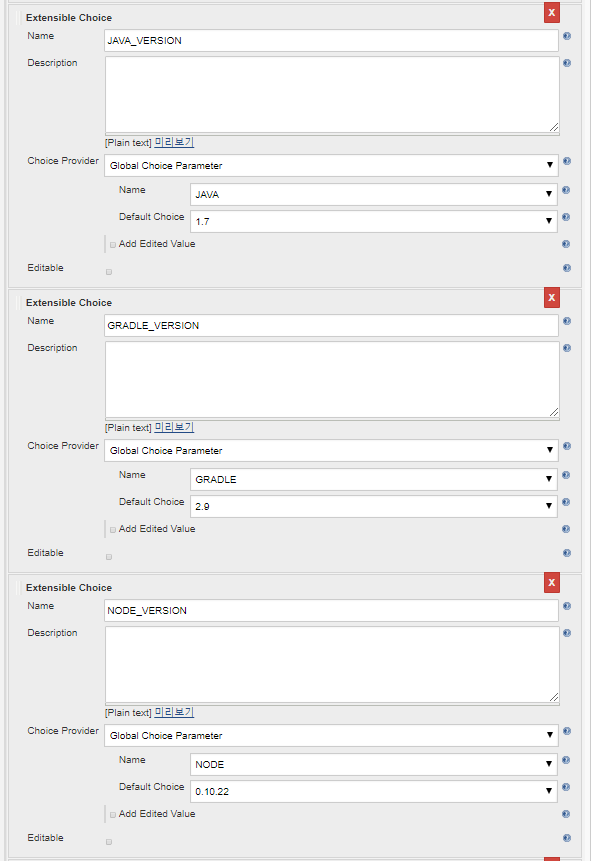 Extensible Choice
X
Name
JAVA_VERSION
Description
[Plain text] 미리보기
Choice Provider
Global Choice Parameter
Name
JAVA
Default Choice
1.7
Add Edited Value
Editable
Extensible Choice
X
Name
GRADLE_VERSION
Description
[Plain text] 미리보기
Choice Provider
Global Choice Parameter
Name
GRADLE
Default Choice
2.9
Add Edited Value
Editable
Extensible Choice
X
Name
NODE_VERSION
Description
[Plain text] 미리보기
Choice Provider
Global Choice Parameter
Name
NODE
Default Choice
0.10.22
Add Edited Value
Editable